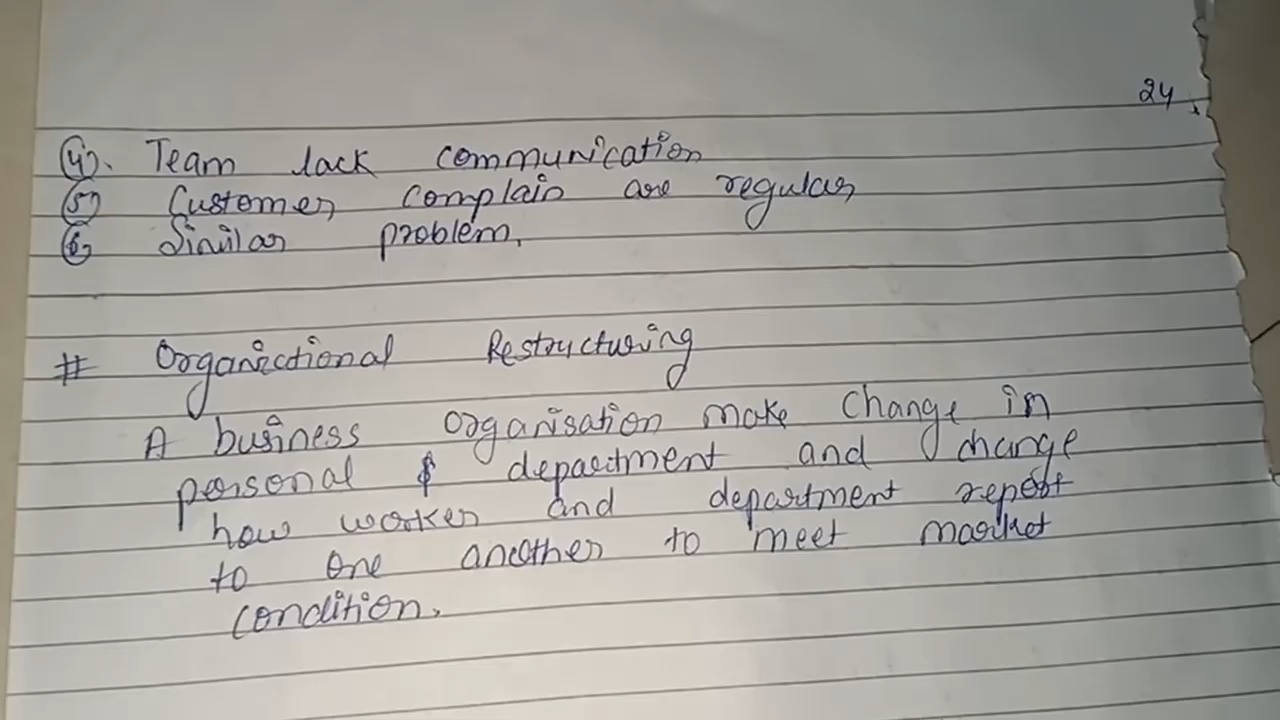 24
(4). Team lack communication
(5) Customer complain are regular
(6) Similar problem.
# Organizctional Restructuring
A business organisation make change in
personal & department and change
how worker and department report
to one another to meet market
condition.